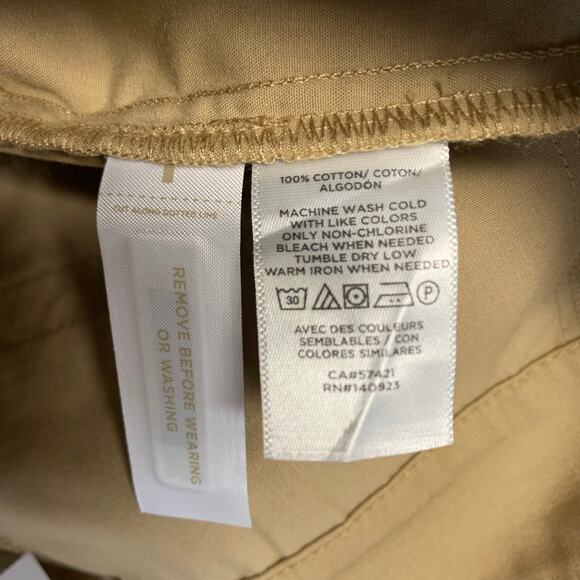 CUT ALONG DOTTED LINE
REMOVE BEFORE WEARING
OR WASHING
100% COTTON/ COTON/
ALGODÓN
MACHINE WASH COLD
WITH LIKE COLORS
ONLY NON-CHLORINE
BLEACH WHEN NEEDED
TUMBLE DRY LOW
WARM IRON WHEN NEEDED
30 P
AVEC DES COULEURS
SEMBLABLES / CON
COLORES SIMILARES
CA#57421
RN#140923